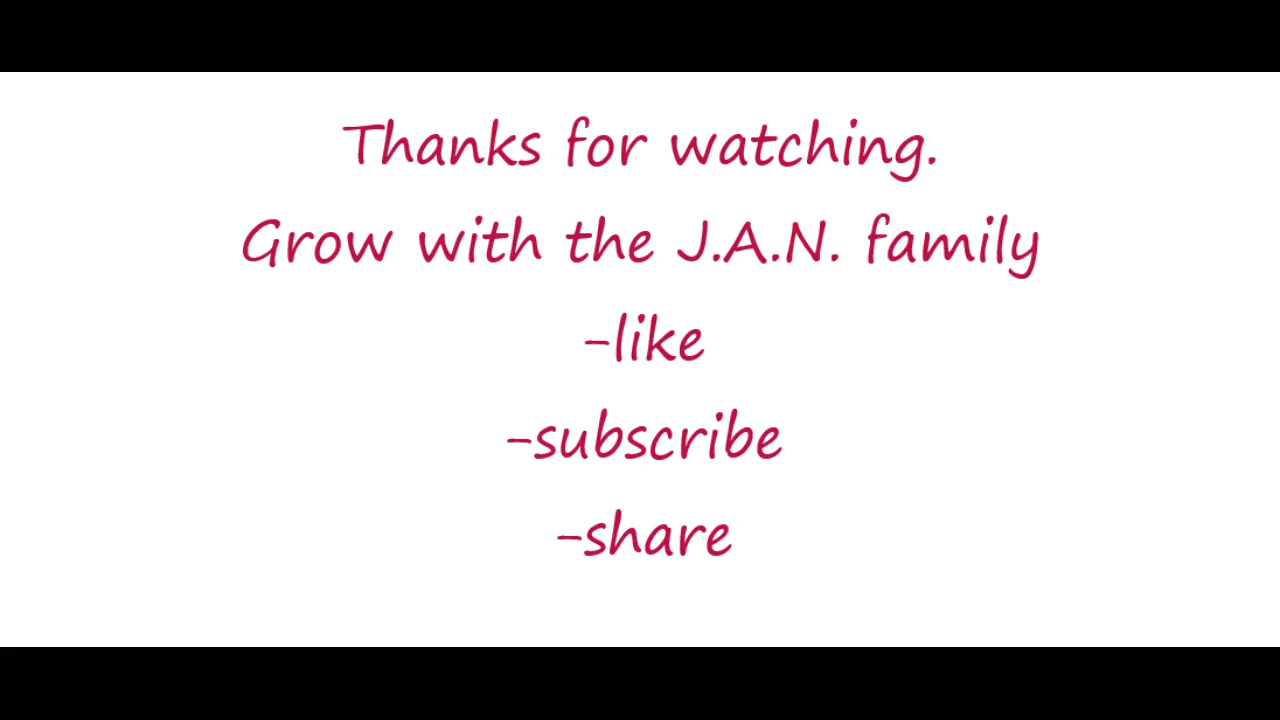 Thanks for watching.
Grow with the J.A.N. family
-like
-subscribe
-share